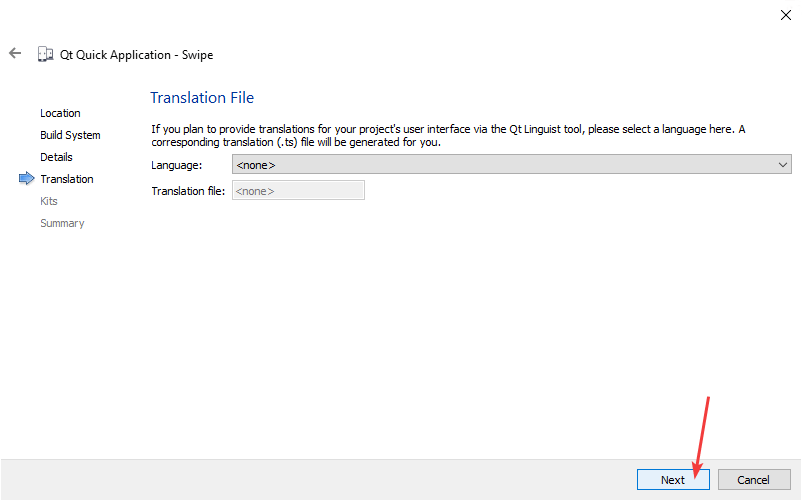 Qt Quick Application - Swipe
Location
Build System
Details
Translation
Kits
Summary
Translation File
If you plan to provide translations for your project's user interface via the Qt Linguist tool, please select a language here. A
corresponding translation (.ts) file will be generated for you.
Language: <none>
Translation file: <none>
Next Cancel